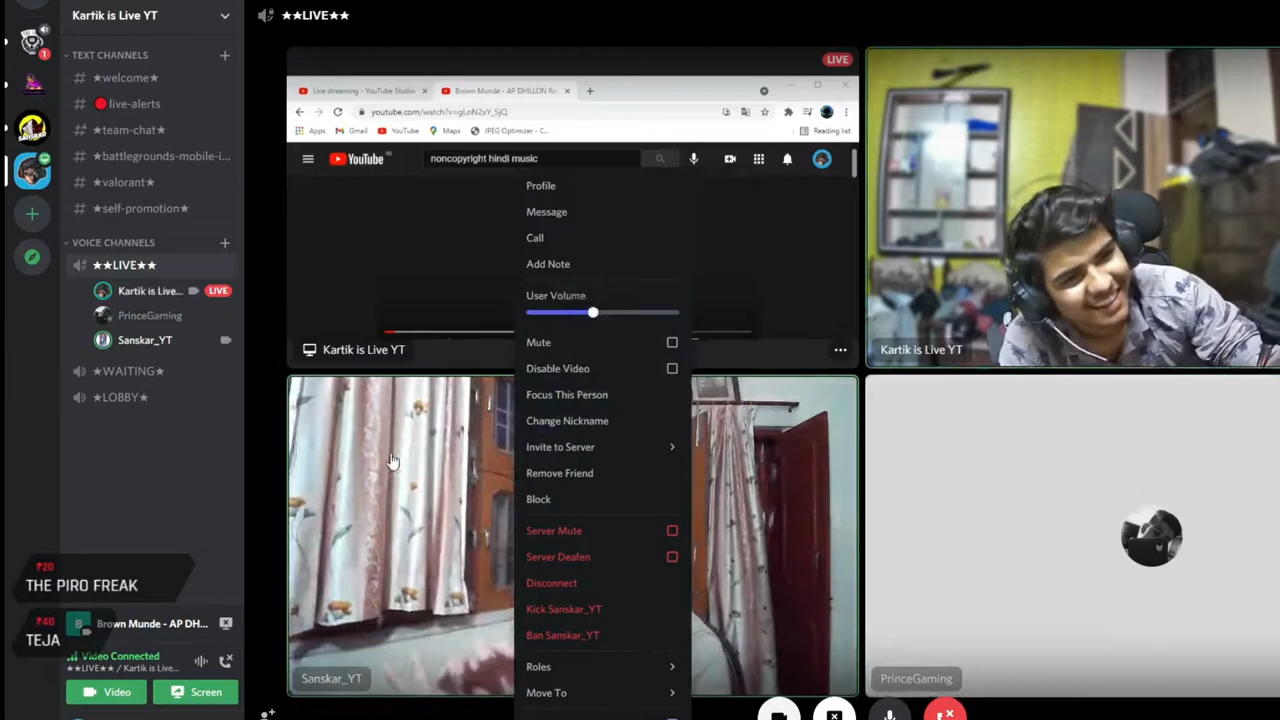 Kartik is Live YT
★★LIVE★★
TEXT CHANNELS
★welcome★
live-alerts
★team-chat★
★battlegrounds-mobile-i...
★valorant★
★self-promotion★
VOICE CHANNELS
★★LIVE★★
Kartik is Live... LIVE
PrinceGaming
Sanskar_YT
★WAITING★
★LOBBY★
1
₹20
THE PIRO FREAK
₹40
TEJA
B
Brown Munde - AP DH...
Video Connected
★★LIVE★★ / Kartik is Live...
Video Screen
LIVE
Live streaming - YouTube Studio
Brown Munde - AP DHILLON
youtube.com/watch?v=
Apps Gmail YouTube Maps JPEG Optimizer - C... Reading list
YouTube
noncopyright hindi music
Kartik is Live YT
Profile
Message
Call
Add Note
User Volume
Mute
Disable Video
Focus This Person
Change Nickname
Invite to Server
Remove Friend
Block
Server Mute
Server Deafen
Disconnect
Kick Sanskar_YT
Ban Sanskar_YT
Roles
Move To
Kartik is Live YT
Sanskar_YT
PrinceGaming